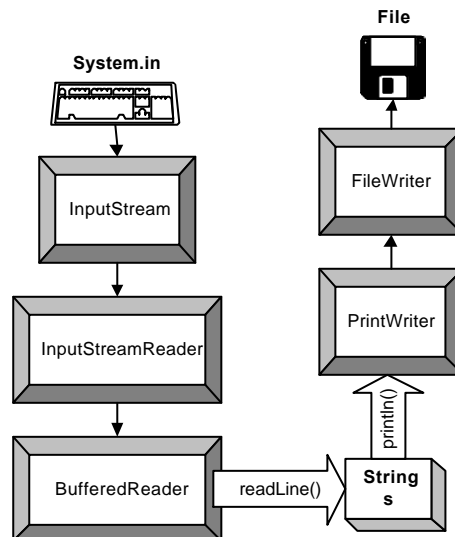 File
System.in
FileWriter
InputStream
PrintWriter
InputStreamReader
println()
String
s
BufferedReader
readLine()